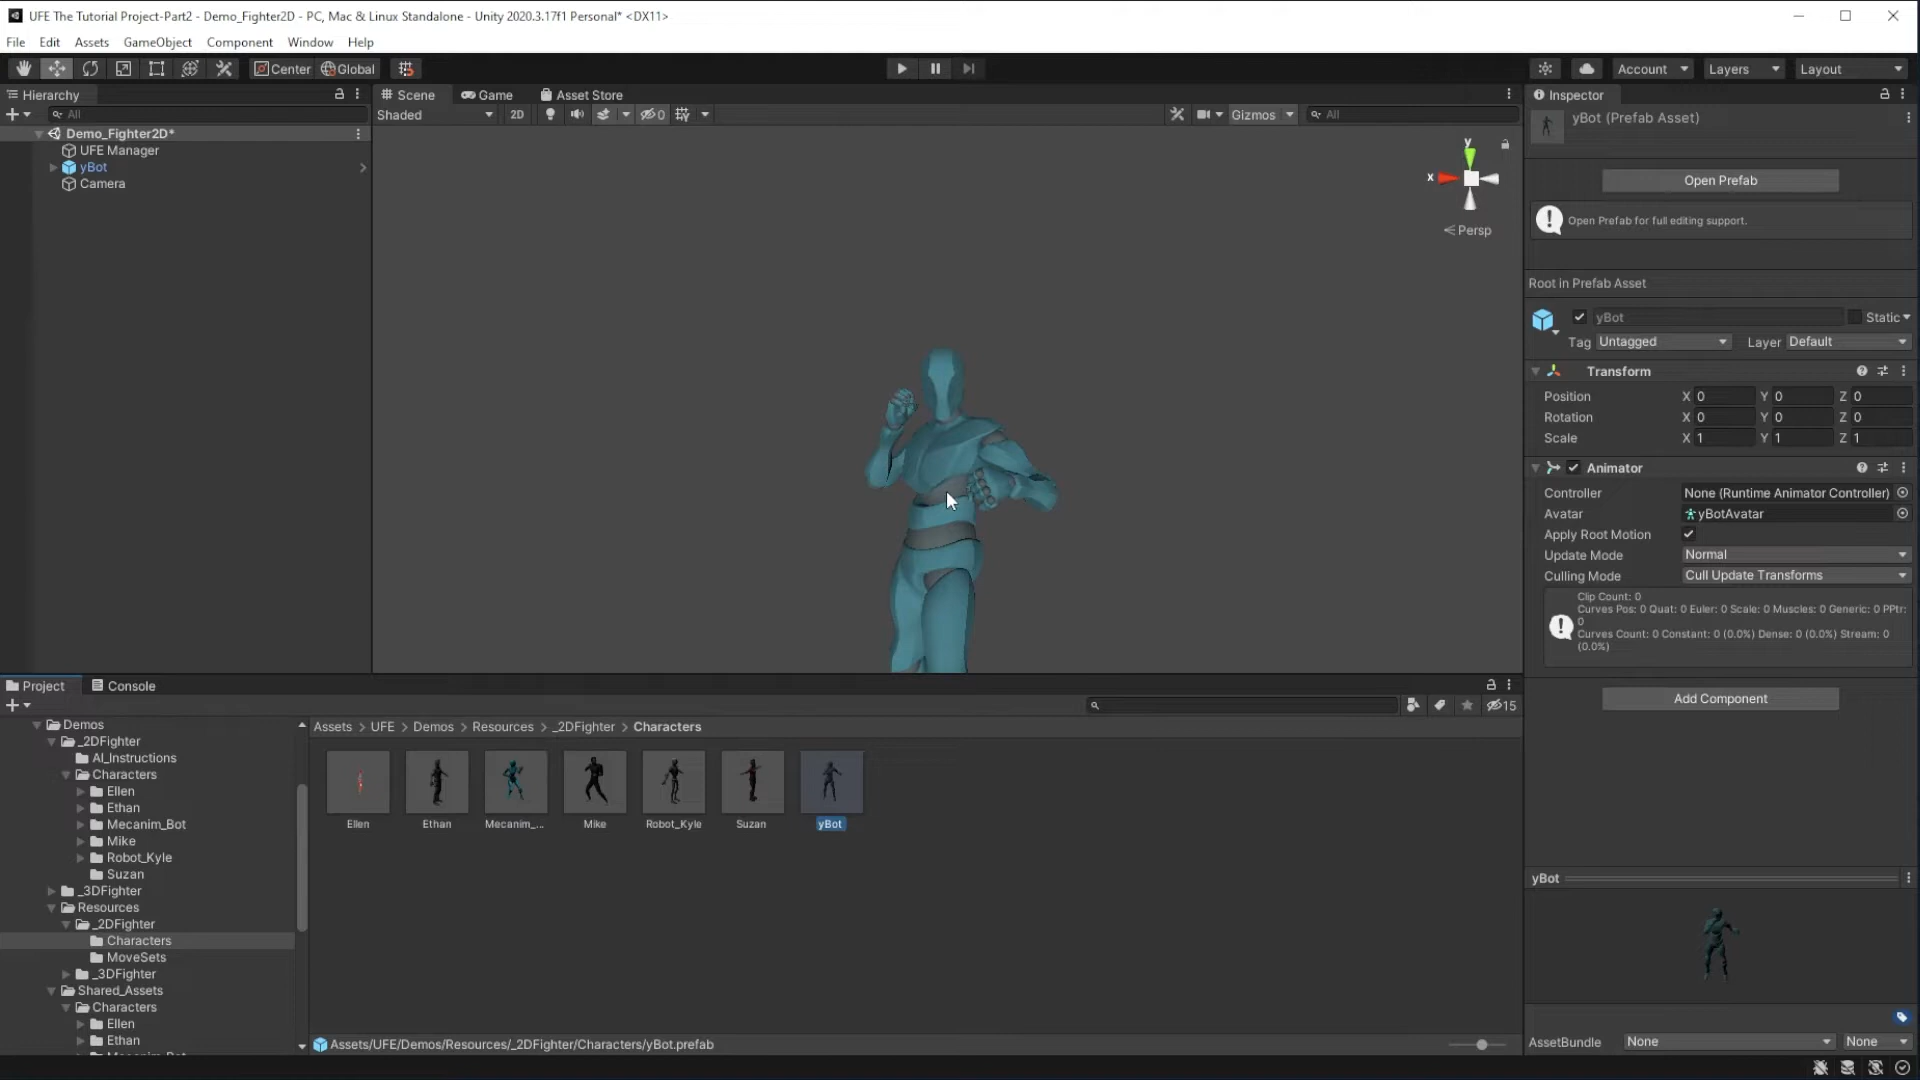 UFE The Tutorial Project-Part2 - Demo_Fighter2D - PC, Mac & Linux Standalone - Unity 2020.3.17f1 Personal* <DX11>
File Edit Assets GameObject Component Window Help
Center Global Account Layers Layout
Hierarchy
All
Demo_Fighter2D*
UFE Manager
yBot
Camera
Scene Game Asset Store
Shaded 2D 0 Gizmos All
y
x
Persp
Inspector
yBot (Prefab Asset)
Open Prefab
Open Prefab for full editing support.
Root in Prefab Asset
yBot Static
Tag Untagged Layer Default
Transform
Position X 0 Y 0 Z 0
Rotation X 0 Y 0 Z 0
Scale X 1 Y 1 Z 1
Animator
Controller None (Runtime Animator Controller)
Avatar yBotAvatar
Apply Root Motion
Update Mode Normal
Culling Mode Cull Update Transforms
Clip Count: 0
Curves Pos: 0 Quat: 0 Euler: 0 Scale: 0 Muscles: 0 Generic: 0 PPtr:
0
Curves Count: 0 Constant: 0 (0.0%) Dense: 0 (0.0%) Stream: 0
(0.0%)
Add Component
yBot
AssetBundle None None
Project Console
15
Demos
_2DFighter
AI_Instructions
Characters
Ellen
Ethan
Mecanim_Bot
Mike
Robot_Kyle
Suzan
_3DFighter
Resources
_2DFighter
Characters
MoveSets
_3DFighter
Shared_Assets
Characters
Ellen
Ethan
Assets > UFE > Demos > Resources > _2DFighter > Characters
Ellen Ethan Mecanim_... Mike Robot_Kyle Suzan yBot
Assets/UFE/Demos/Resources/_2DFighter/Characters/yBot.prefab